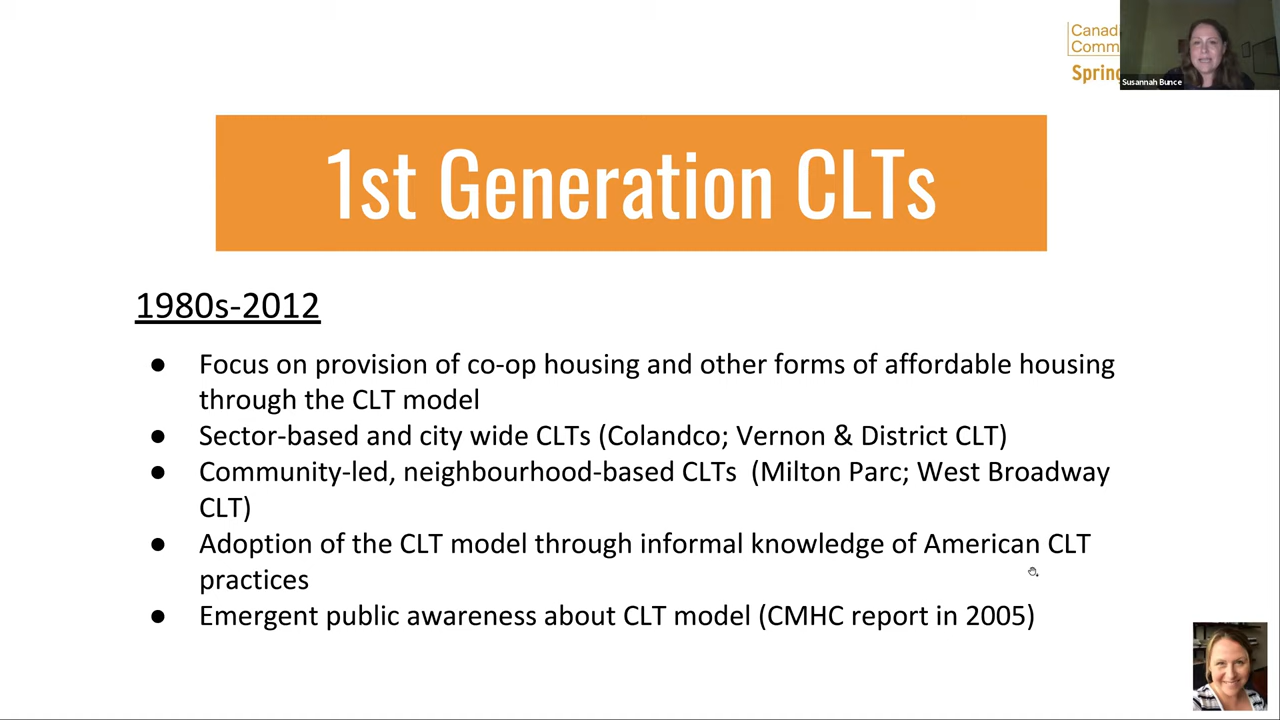 Canad
Comm
Spring
Susannah Bunce
1st Generation CLTs
1980s-2012
● Focus on provision of co-op housing and other forms of affordable housing
through the CLT model
● Sector-based and city wide CLTs (Colandco; Vernon & District CLT)
● Community-led, neighbourhood-based CLTs (Milton Parc; West Broadway
CLT)
● Adoption of the CLT model through informal knowledge of American CLT
practices
● Emergent public awareness about CLT model (CMHC report in 2005)